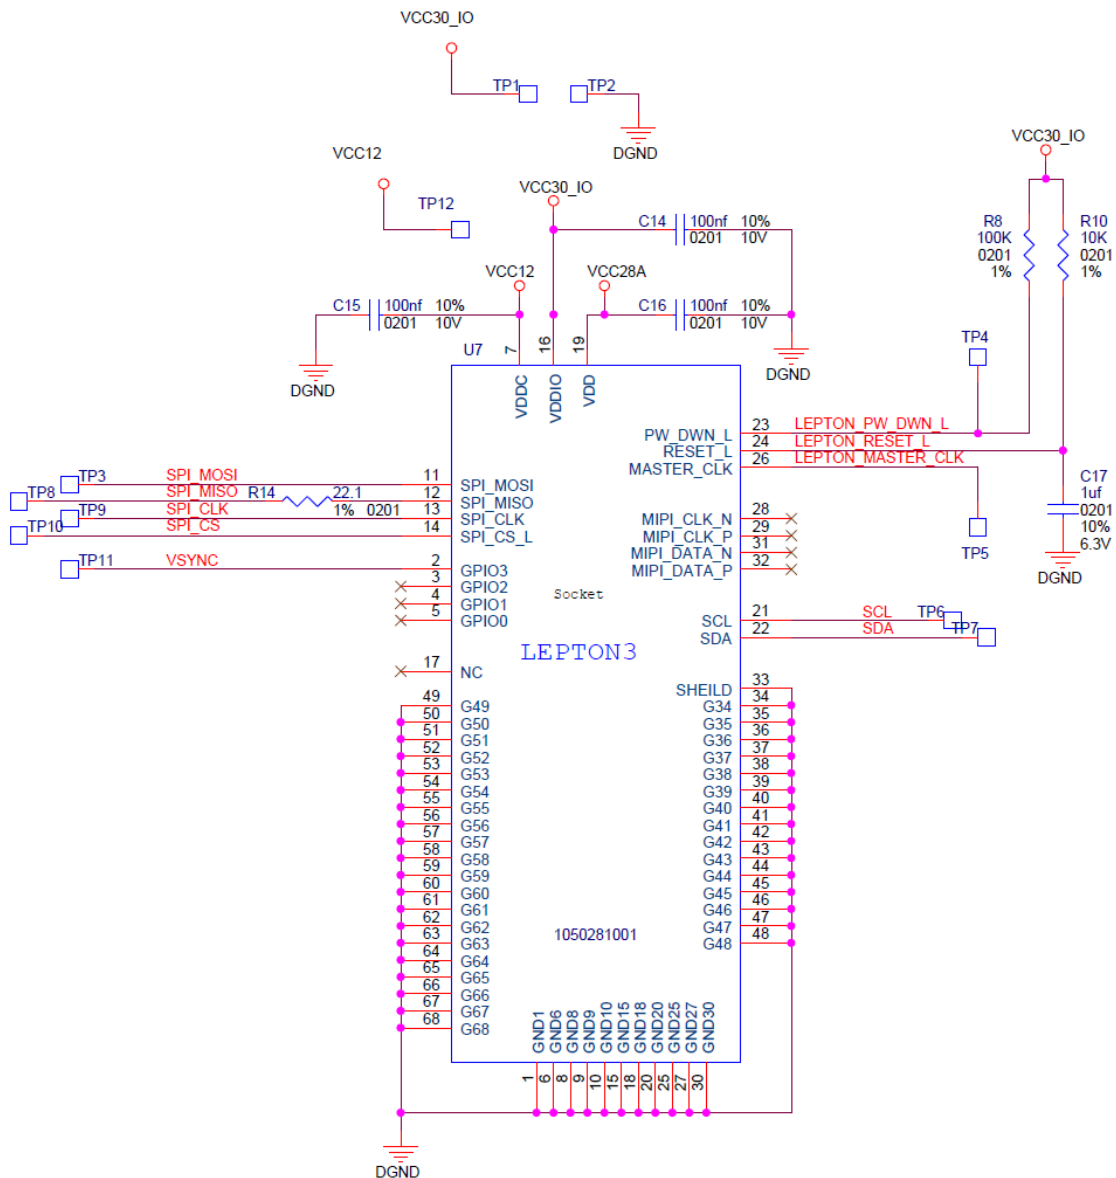 VCC30_IO
TP1
TP2
DGND
VCC12
TP12
VCC30_IO
C14 100nf 10%
0201 10V
VCC30_IO
R8
100K
0201
1%
R10
10K
0201
1%
VCC12
VCC28A
C15 100nf 10%
0201 10V
C16 100nf 10%
0201 10V
DGND
DGND
U7
7
16
19
VDDC
VDDIO
VDD
TP4
PW_DWN_L 23 LEPTON_PW_DWN_L
RESET_L 24 LEPTON_RESET_L
MASTER_CLK 26 LEPTON_MASTER_CLK
C17
1uf
0201
10%
6.3V
DGND
TP5
TP3 SPI_MOSI 11 SPI_MOSI
TP8 SPI_MISO R14 22.1 12 SPI_MISO
1% 0201
TP9 SPI_CLK 13 SPI_CLK
TP10 SPI_CS 14 SPI_CS_L
TP11 VSYNC 2 GPIO3
3 GPIO2
4 GPIO1
5 GPIO0
MIPI_CLK_N 28
MIPI_CLK_P 29
MIPI_DATA_N 31
MIPI_DATA_P 32
Socket
LEPTON3
SCL 21 SCL TP6
SDA 22 SDA TP7
17 NC
49 G49
50 G50
51 G51
52 G52
53 G53
54 G54
55 G55
56 G56
57 G57
58 G58
59 G59
60 G60
61 G61
62 G62
63 G63
64 G64
65 G65
66 G66
67 G67
68 G68
SHEILD 33
G34 34
G35 35
G36 36
G37 37
G38 38
G39 39
G40 40
G41 41
G42 42
G43 43
G44 44
G45 45
G46 46
G47 47
G48 48
1050281001
GND1
GND6
GND8
GND9
GND10
GND15
GND18
GND20
GND25
GND27
GND30
1
6
8
9
10
15
18
20
25
27
30
DGND